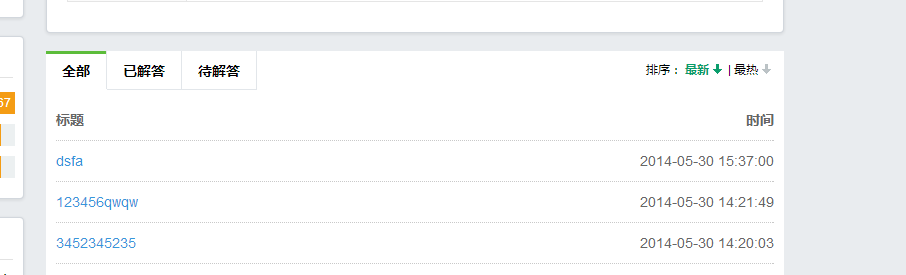 全部 已解答 待解答 排序： 最新 | 最热
67
标题 时间
dsfa 2014-05-30 15:37:00
123456qwqw 2014-05-30 14:21:49
3452345235 2014-05-30 14:20:03